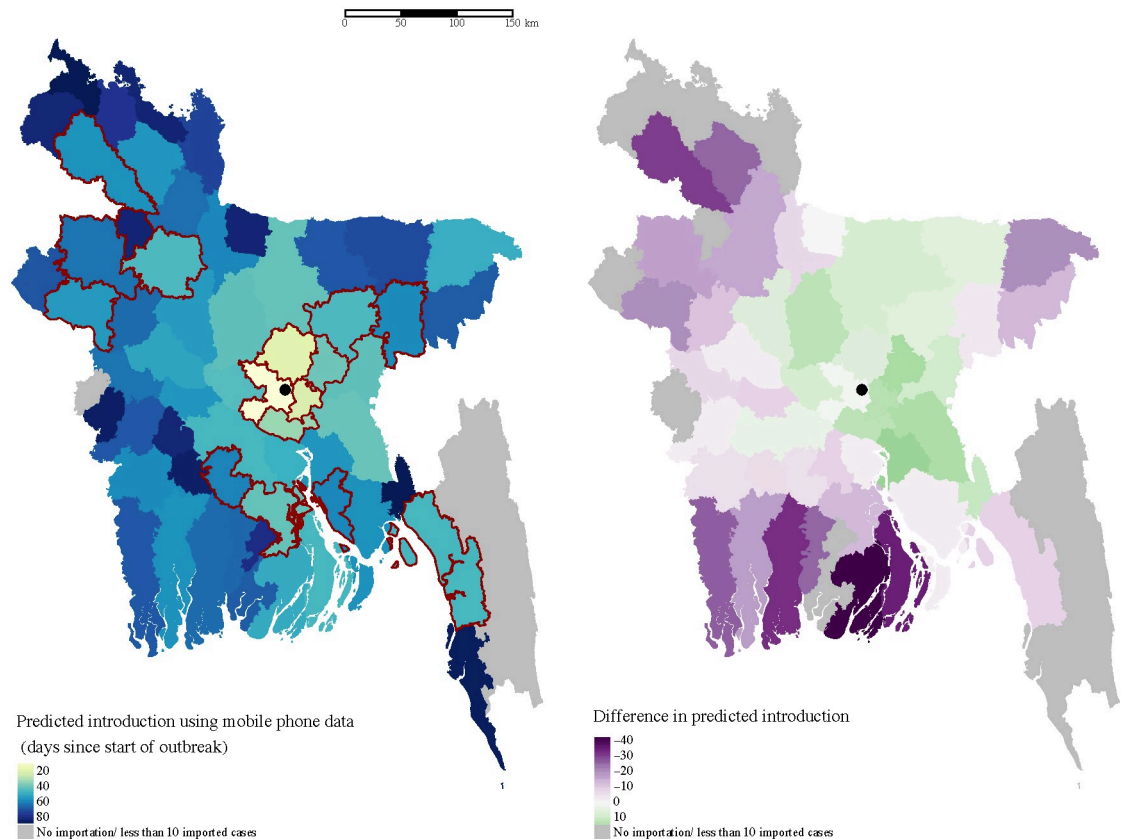 0 50 100 150 km
Predicted introduction using mobile phone data
(days since start of outbreak)
20
40
60
80
No importation/ less than 10 imported cases
1
Difference in predicted introduction
–40
–30
–20
–10
0
10
No importation/ less than 10 imported cases
1